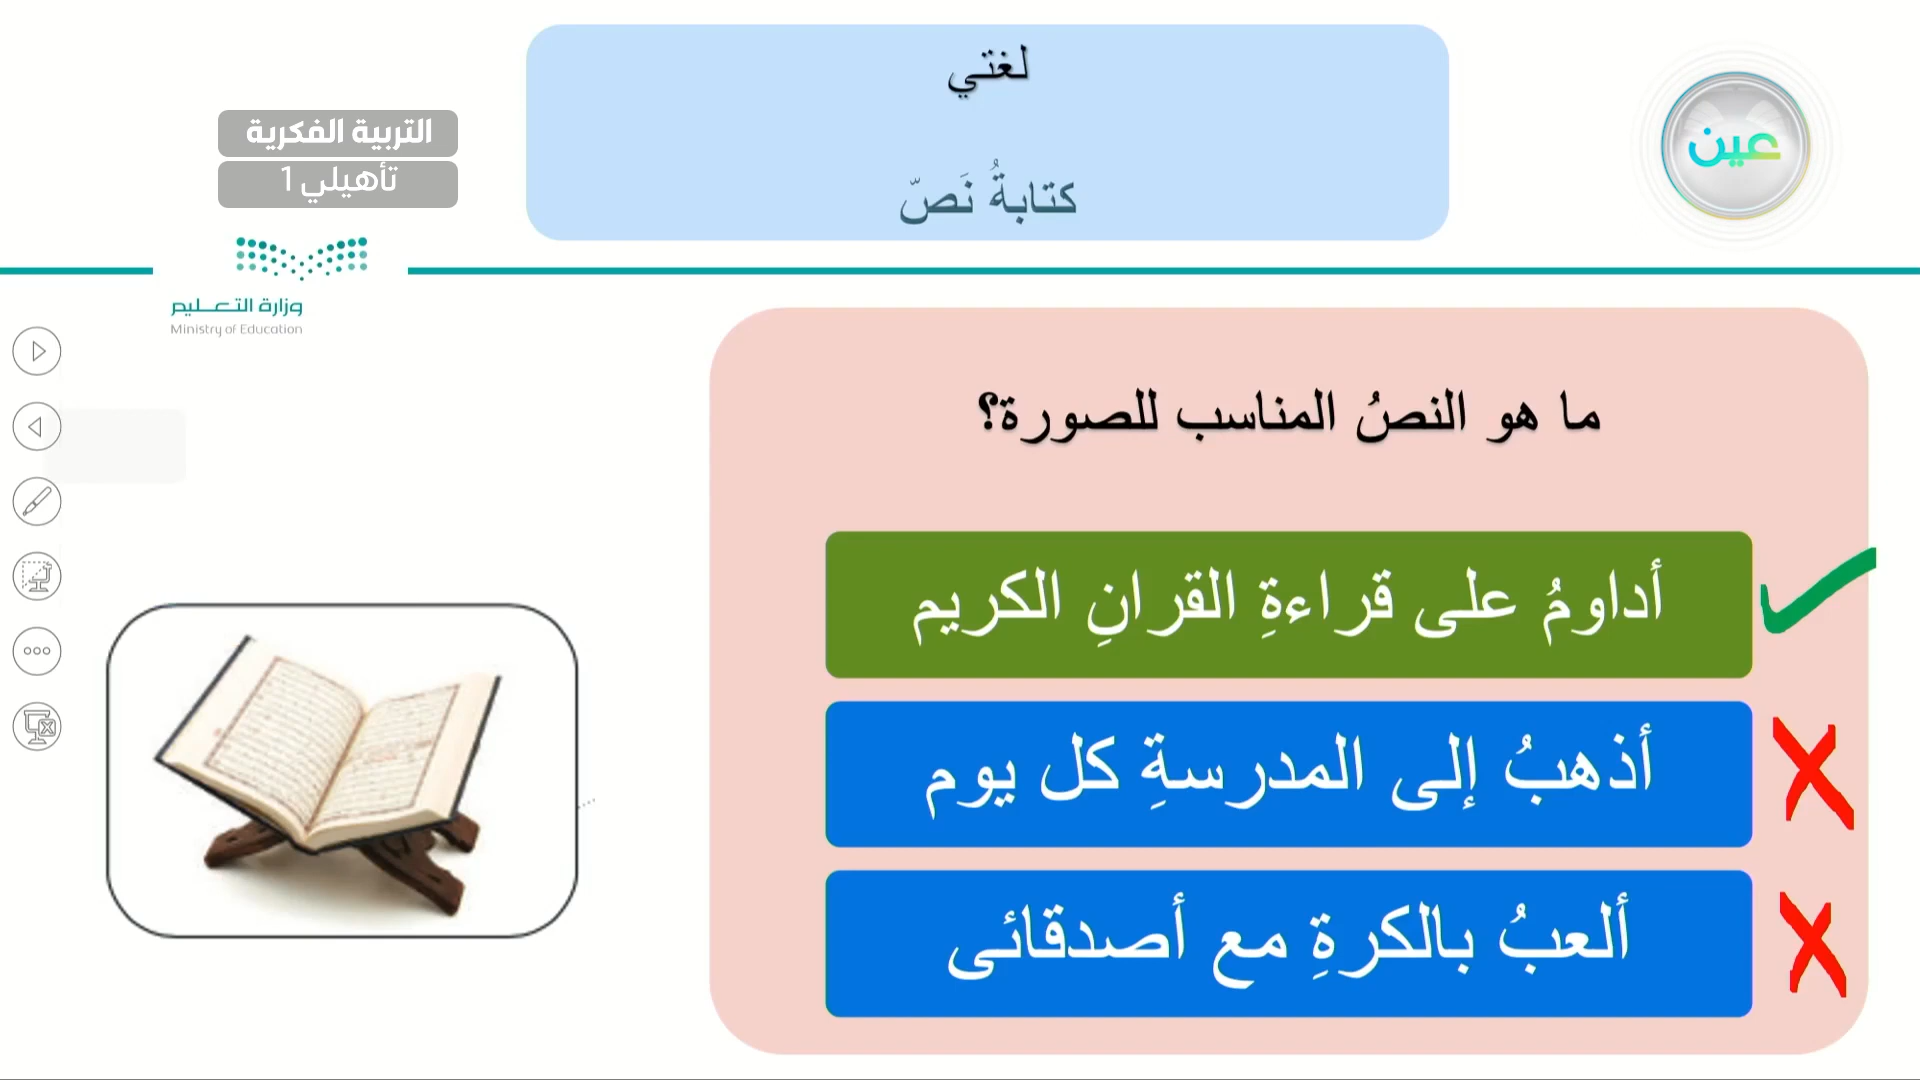 لغتي
كتابةُ نَصّ
عين
التربية الفكرية
تأهيلي 1
وزارة التعليم
Ministry of Education
ما هو النصُ المناسب للصورة؟
أداومُ على قراءةِ القرانِ الكريم
أذهبُ إلى المدرسةِ كل يوم
ألعبُ بالكرةِ مع أصدقائى